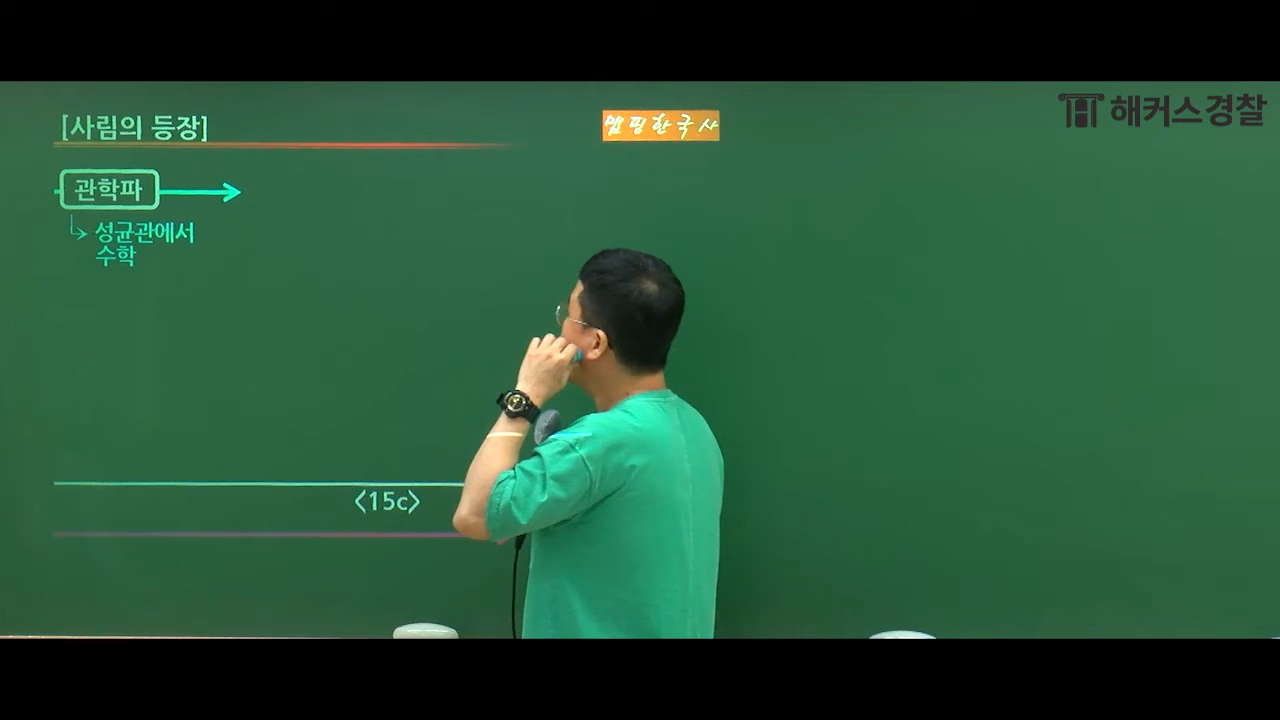 [사림의 등장]
맵핑한국사
해커스경찰
관학파
성균관에서
수학
<15c>